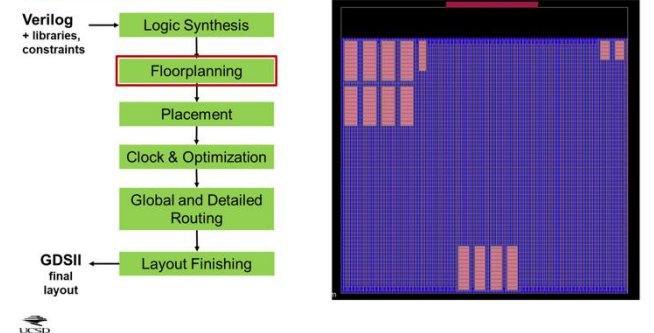 Verilog
+ libraries,
constraints
Logic Synthesis
Floorplanning
Placement
Clock & Optimization
Global and Detailed
Routing
Layout Finishing
GDSII
final
layout
UCSD